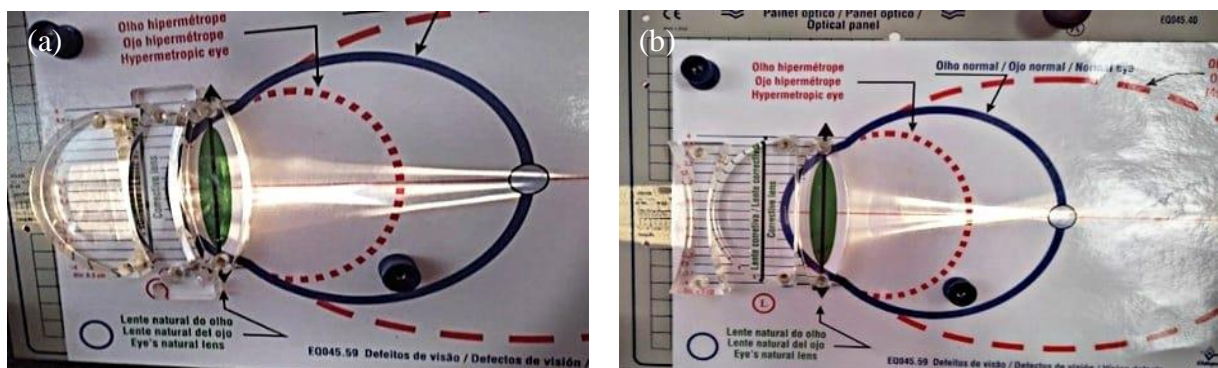 (a)
Olho hipermétrope
Ojo hipermétrope
Hypermetropic eye
Corrective lens
Lente natural do olho
Lente natural del ojo
Eye's natural lens
EQ045.59 Defeitos de visão / Defectos de visión /
(b)
Painel optico / Panel óptico /
Optical panel
EQ045.40
Olho hipermétrope
Ojo hipermétrope
Hypermetropic eye
Olho normal / Ojo normal / Normal eye
Lente corretiva / Lente correctiva
Corrective lens
L
Lente natural do olho
Lente natural del ojo
Eye's natural lens
EQ045.59 Defeitos de visão / Defectos de visión /